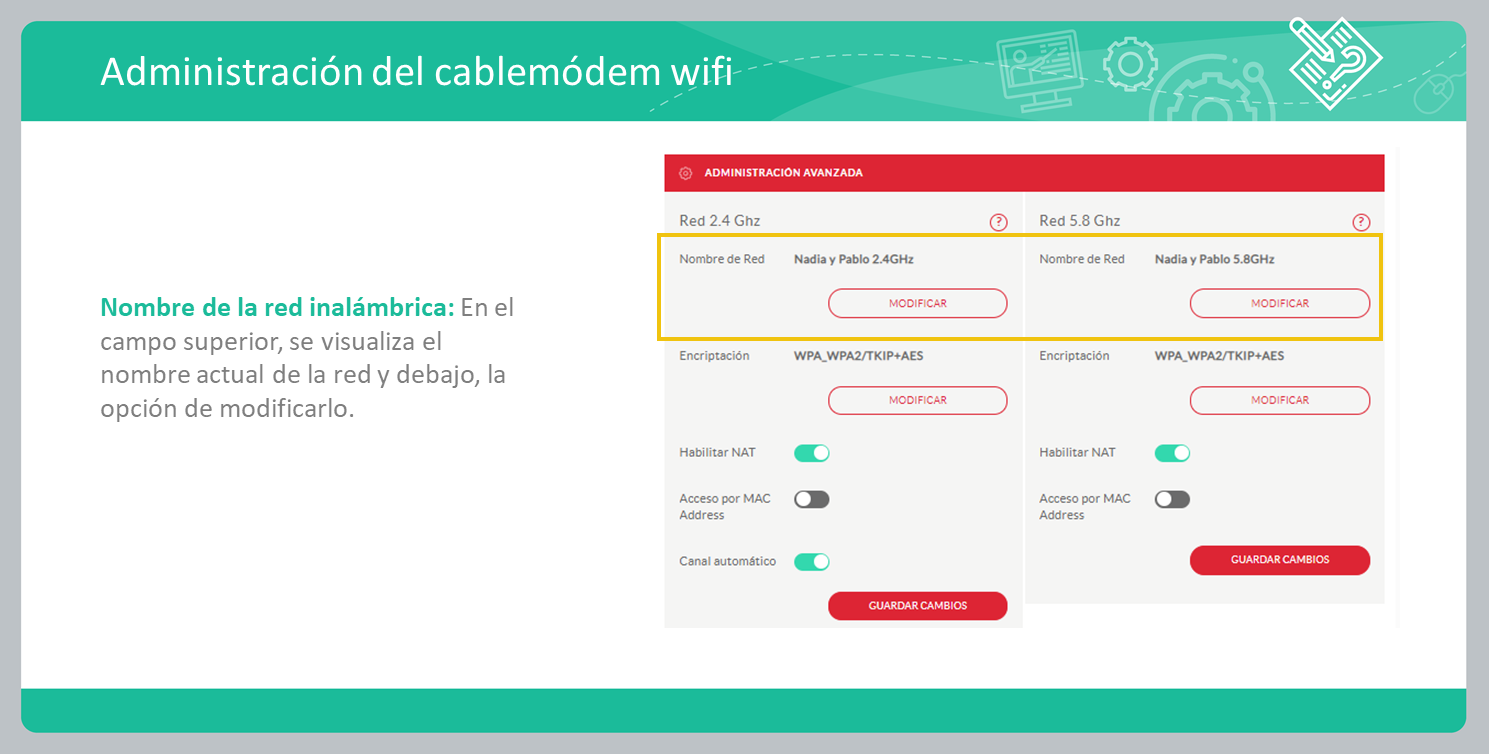 Administración del cablemódem wifi
Nombre de la red inalámbrica: En el
campo superior, se visualiza el
nombre actual de la red y debajo, la
opción de modificarlo.
ADMINISTRACIÓN AVANZADA
Red 2.4 Ghz ?
Nombre de Red Nadia y Pablo 2.4GHz
MODIFICAR
Encriptación WPA_WPA2/TKIP+AES
MODIFICAR
Habilitar NAT
Acceso por MAC
Address
Canal automático
GUARDAR CAMBIOS
Red 5.8 Ghz ?
Nombre de Red Nadia y Pablo 5.8GHz
MODIFICAR
Encriptación WPA_WPA2/TKIP+AES
MODIFICAR
Habilitar NAT
Acceso por MAC
Address
GUARDAR CAMBIOS